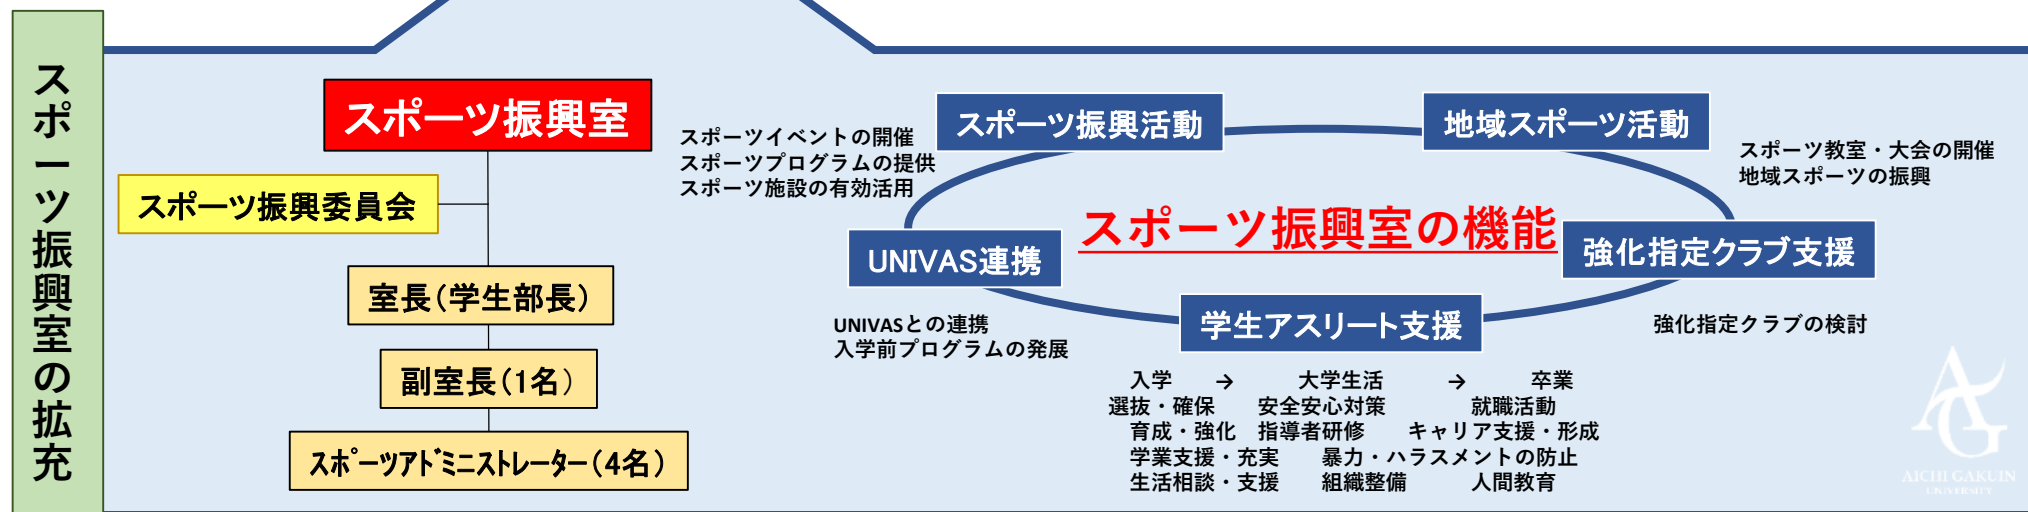 スポーツ振興室の拡充
スポーツ振興室
スポーツ振興委員会
室長(学生部長)
副室長(1名)
スポーツアドミニストレーター(4名)
スポーツ振興活動
スポーツイベントの開催
スポーツプログラムの提供
スポーツ施設の有効活用
地域スポーツ活動
スポーツ教室・大会の開催
地域スポーツの振興
スポーツ振興室の機能
UNIVAS連携
UNIVASとの連携
入学前プログラムの発展
強化指定クラブ支援
強化指定クラブの検討
学生アスリート支援
入学 → 大学生活 → 卒業
選抜・確保 安全安心対策 就職活動
育成・強化 指導者研修 キャリア支援・形成
学業支援・充実 暴力・ハラスメントの防止
生活相談・支援 組織整備 人間教育
AG
AICHI GAKUIN
UNIVERSITY